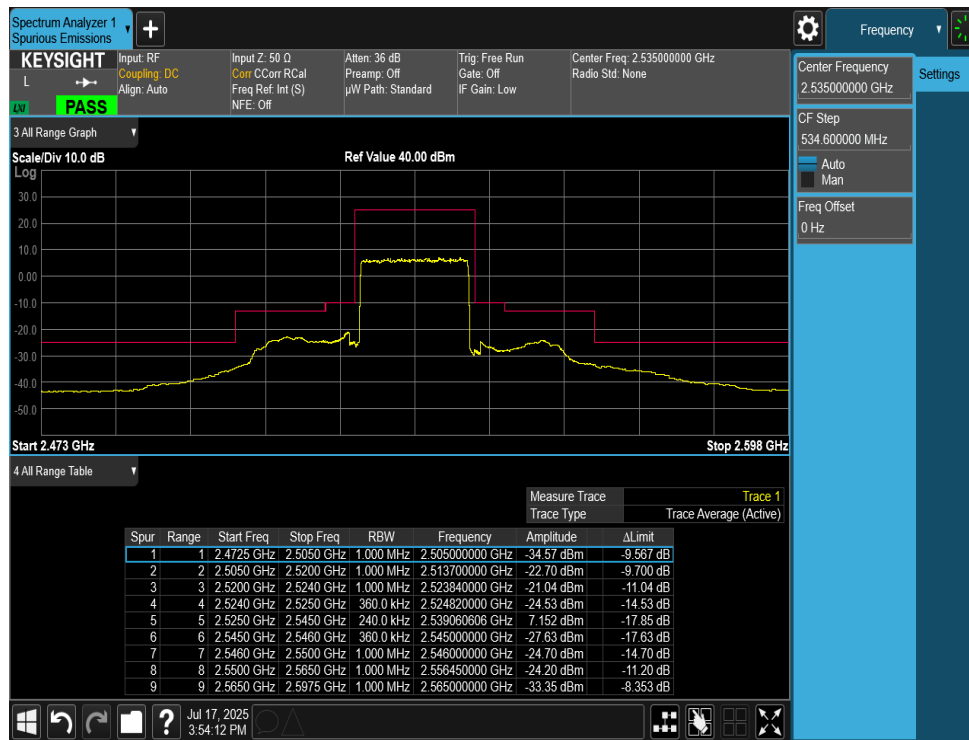 Spectrum Analyzer 1
Spurious Emissions
Frequency
KEYSIGHT
L
LXI
PASS
Input: RF
Coupling: DC
Align: Auto
Input Z: 50 Ω
Corr CCorr RCal
Freq Ref: Int (S)
NFE: Off
Atten: 36 dB
Preamp: Off
µW Path: Standard
Trig: Free Run
Gate: Off
IF Gain: Low
Center Freq: 2.535000000 GHz
Radio Std: None
Center Frequency
2.535000000 GHz
Settings
CF Step
534.600000 MHz
Auto
Man
Freq Offset
0 Hz
3 All Range Graph
Scale/Div 10.0 dB
Ref Value 40.00 dBm
Log
30.0
20.0
10.0
0.00
-10.0
-20.0
-30.0
-40.0
-50.0
Start 2.473 GHz
Stop 2.598 GHz
4 All Range Table
Measure Trace Trace 1
Trace Type Trace Average (Active)
Spur Range Start Freq Stop Freq RBW Frequency Amplitude ΔLimit
1 1 2.4725 GHz 2.5050 GHz 1.000 MHz 2.505000000 GHz -34.57 dBm -9.567 dB
2 2 2.5050 GHz 2.5200 GHz 1.000 MHz 2.513700000 GHz -22.70 dBm -9.700 dB
3 3 2.5200 GHz 2.5240 GHz 1.000 MHz 2.523840000 GHz -21.04 dBm -11.04 dB
4 4 2.5240 GHz 2.5250 GHz 360.0 kHz 2.524820000 GHz -24.53 dBm -14.53 dB
5 5 2.5250 GHz 2.5450 GHz 240.0 kHz 2.539060606 GHz 7.152 dBm -17.85 dB
6 6 2.5450 GHz 2.5460 GHz 360.0 kHz 2.545000000 GHz -27.63 dBm -17.63 dB
7 7 2.5460 GHz 2.5500 GHz 1.000 MHz 2.546000000 GHz -24.70 dBm -14.70 dB
8 8 2.5500 GHz 2.5650 GHz 1.000 MHz 2.556450000 GHz -24.20 dBm -11.20 dB
9 9 2.5650 GHz 2.5975 GHz 1.000 MHz 2.565000000 GHz -33.35 dBm -8.353 dB
Jul 17, 2025
3:54:12 PM